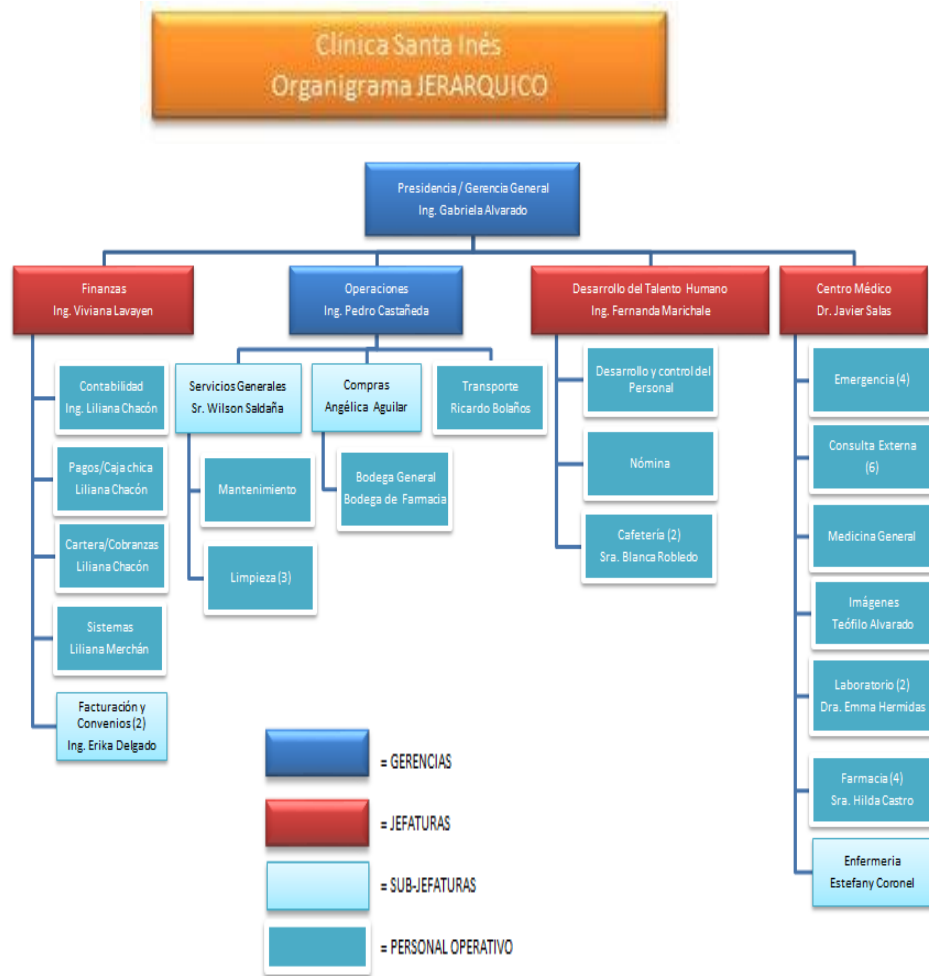 Clínica Santa Inés
Organigrama JERARQUICO
Presidencia / Gerencia General
Ing. Gabriela Alvarado
Finanzas
Ing. Viviana Lavayen
Operaciones
Ing. Pedro Castañeda
Desarrollo del Talento Humano
Ing. Fernanda Marichale
Centro Médico
Dr. Javier Salas
Contabilidad
Ing. Liliana Chacón
Pagos/Caja chica
Liliana Chacón
Cartera/Cobranzas
Liliana Chacón
Sistemas
Liliana Merchán
Facturación y
Convenios (2)
Ing. Erika Delgado
Servicios Generales
Sr. Wilson Saldaña
Mantenimiento
Limpieza (3)
Compras
Angélica Aguilar
Bodega General
Bodega de Farmacia
Transporte
Ricardo Bolaños
Desarrollo y control del
Personal
Nómina
Cafetería (2)
Sra. Blanca Robledo
Emergencia (4)
Consulta Externa
(6)
Medicina General
Imágenes
Teófilo Alvarado
Laboratorio (2)
Dra. Emma Hermidas
Farmacia (4)
Sra. Hilda Castro
Enfermeria
Estefany Coronel
= GERENCIAS
= JEFATURAS
= SUB-JEFATURAS
= PERSONAL OPERATIVO